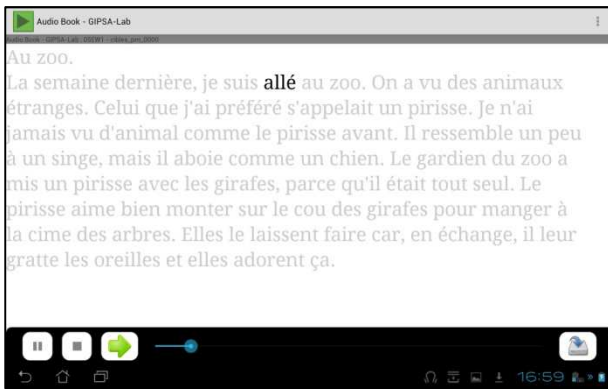 Audio Book - GIPSA-Lab
Audio Book - GIPSA-Lab
Au zoo.
La semaine dernière, je suis allé au zoo. On a vu des animaux
étranges. Celui que j'ai préféré s'appelait un pirisse. Je n'ai
jamais vu d'animal comme le pirisse avant. Il ressemble un peu
à un singe, mais il aboie comme un chien. Le gardien du zoo a
mis un pirisse avec les girafes, parce qu'il était tout seul. Le
pirisse aime bien monter sur le cou des girafes pour manger à
la cime des arbres. Elles le laissent faire car, en échange, il leur
gratte les oreilles et elles adorent ça.
16:59